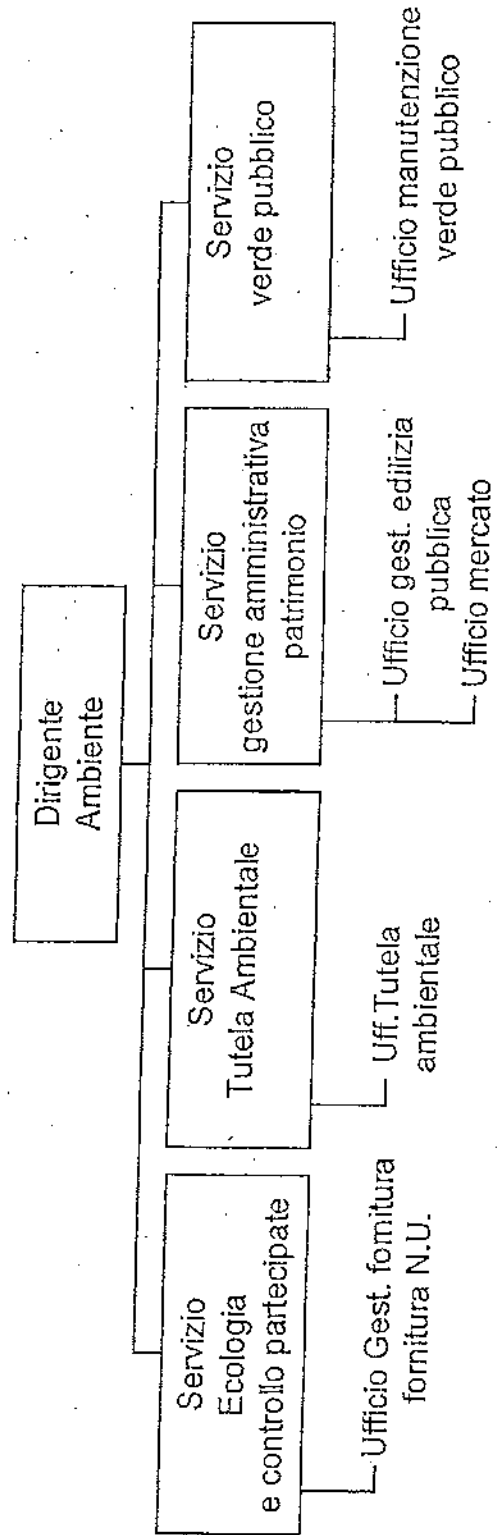 Dirigente
Ambiente
Servizio
Ecologia
e controllo partecipate
Ufficio Gest. fornitura
fornitura N.U.
Servizio
Tutela Ambientale
Uff. Tutela
ambientale
Servizio
gestione amministrativa
patrimonio
Ufficio gest. edilizia
pubblica
Ufficio mercato
Servizio
verde pubblico
Ufficio manutenzione
verde pubblico